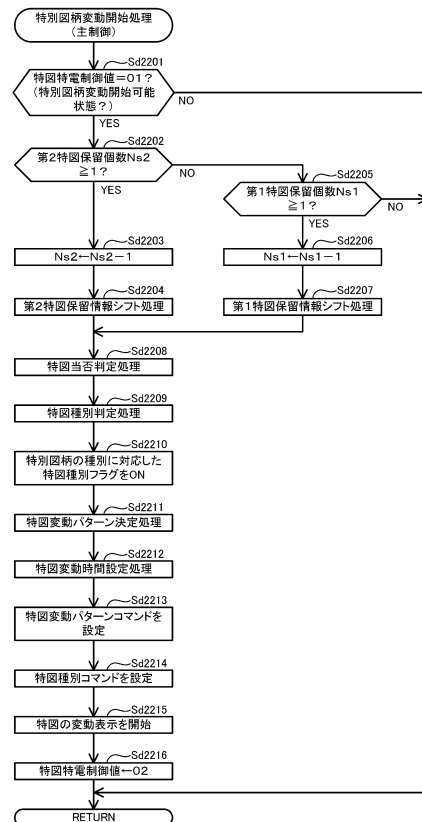 特別図柄変動開始処理
（主制御）
Sd2201
特図特電制御値＝01？
（特別図柄変動開始可能
状態？）
NO
YES
Sd2202
第2特図保留個数Ns2
≧1？
NO
YES
Sd2205
第1特図保留個数Ns1
≧1？
NO
YES
Sd2203
Ns2←Ns2－1
Sd2206
Ns1←Ns1－1
Sd2204
第2特図保留情報シフト処理
Sd2207
第1特図保留情報シフト処理
Sd2208
特図当否判定処理
Sd2209
特図種別判定処理
Sd2210
特別図柄の種別に対応した
特図種別フラグをON
Sd2211
特図変動パターン決定処理
Sd2212
特図変動時間設定処理
Sd2213
特図変動パターンコマンドを
設定
Sd2214
特図種別コマンドを設定
Sd2215
特図の変動表示を開始
Sd2216
特図特電制御値←02
RETURN